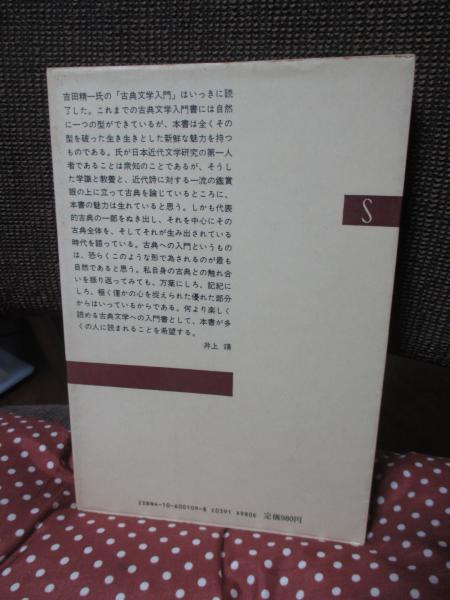 吉田精一氏の「古典文学入門」はいっきに読
了した。これまでの古典文学入門書には自然
に一つの型ができているが、本書は全くその
型を破った生き生きとした新鮮な魅力を持つ
ものである。氏が日本近代文学研究の第一人
者であることは衆知のことであるが、そうし
た学識と教養と、近代詩に対する一流の鑑賞
眼の上に立って古典を論じているところに、
本書の魅力は生れていると思う。しかも代表
的古典の一部をぬき出し、それを中心にその
古典全体を、そしてそれが生み出されている
時代を語っている。古典への入門というもの
は、恐らくこのような形で為されるのが最も
自然であると思う。私自身の古典との触れ合
いを振り返ってみても、万葉にしろ、記紀に
しろ、極く僅かの心を捉えられた優れた部分
からはいっているからである。何より楽しく
読める古典文学への入門書として、本書が多
くの人に読まれることを希望する。
井上 靖
S
ISBN4-10-600109-8 C0391 ¥980E 定価980円